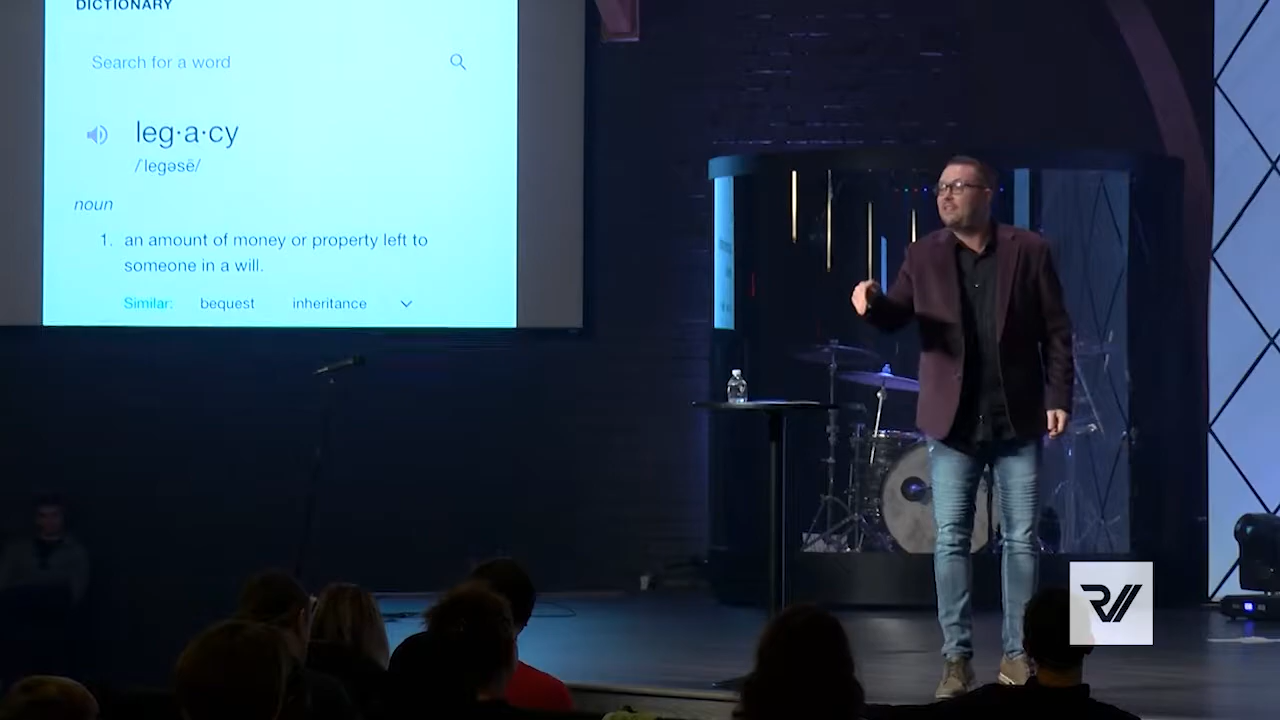 DICTIONARY
Search for a word
leg·a·cy
/ˈlegəsē/
noun
1. an amount of money or property left to
someone in a will.
Similar: bequest inheritance